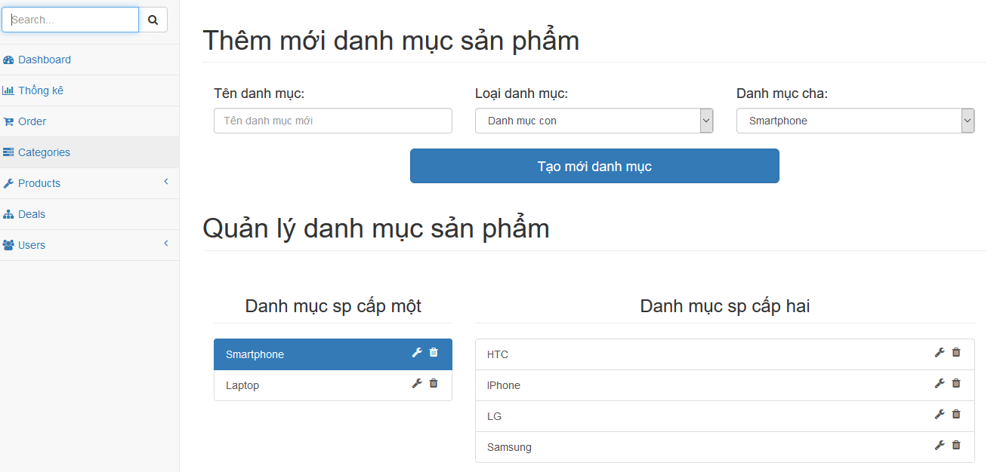 Search...
Dashboard
Thống kê
Order
Categories
Products
Deals
Users
Thêm mới danh mục sản phẩm
Tên danh mục:
Tên danh mục mới
Loại danh mục:
Danh mục con
Danh mục cha:
Smartphone
Tạo mới danh mục
Quản lý danh mục sản phẩm
Danh mục sp cấp một
Smartphone
Laptop
Danh mục sp cấp hai
HTC
IPhone
LG
Samsung